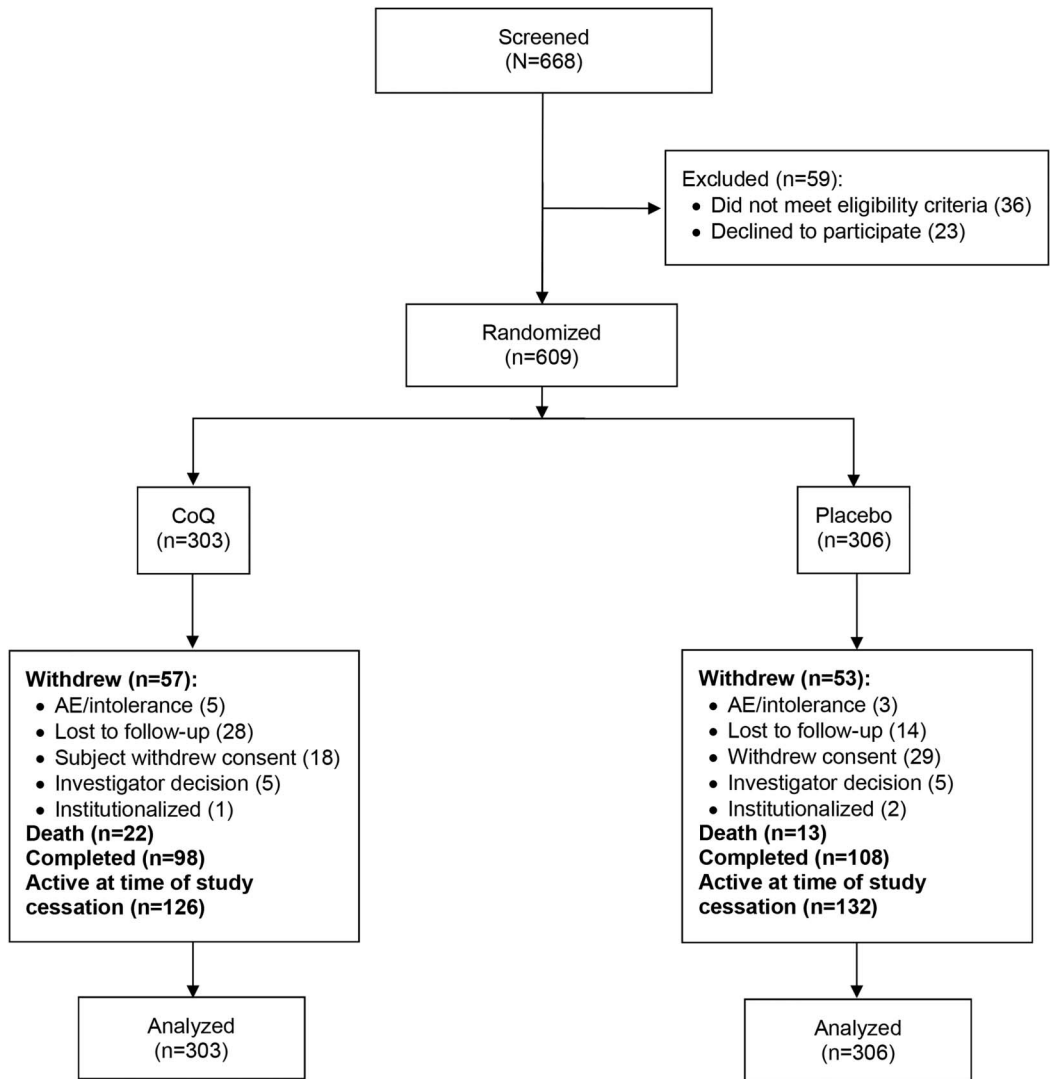 Screened
(N=668)
Excluded (n=59):
• Did not meet eligibility criteria (36)
• Declined to participate (23)
Randomized
(n=609)
CoQ
(n=303)
Placebo
(n=306)
Withdrew (n=57):
• AE/intolerance (5)
• Lost to follow-up (28)
• Subject withdrew consent (18)
• Investigator decision (5)
• Institutionalized (1)
Death (n=22)
Completed (n=98)
Active at time of study
cessation (n=126)
Withdrew (n=53):
• AE/intolerance (3)
• Lost to follow-up (14)
• Withdrew consent (29)
• Investigator decision (5)
• Institutionalized (2)
Death (n=13)
Completed (n=108)
Active at time of study
cessation (n=132)
Analyzed
(n=303)
Analyzed
(n=306)